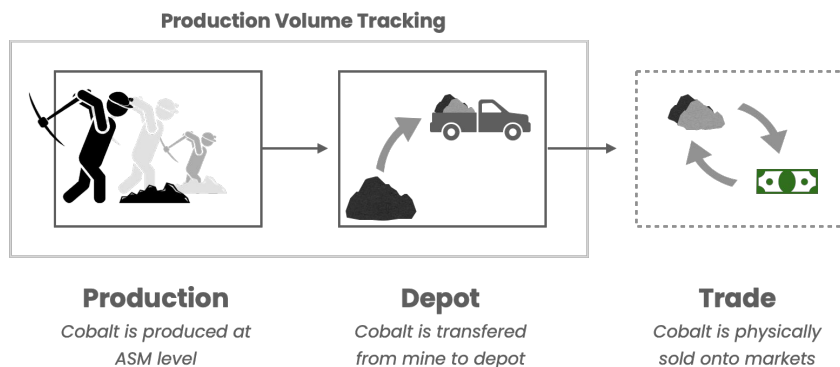 Production Volume Tracking
Production
Cobalt is produced at
ASM level
Depot
Cobalt is transfered
from mine to depot
Trade
Cobalt is physically
sold onto markets